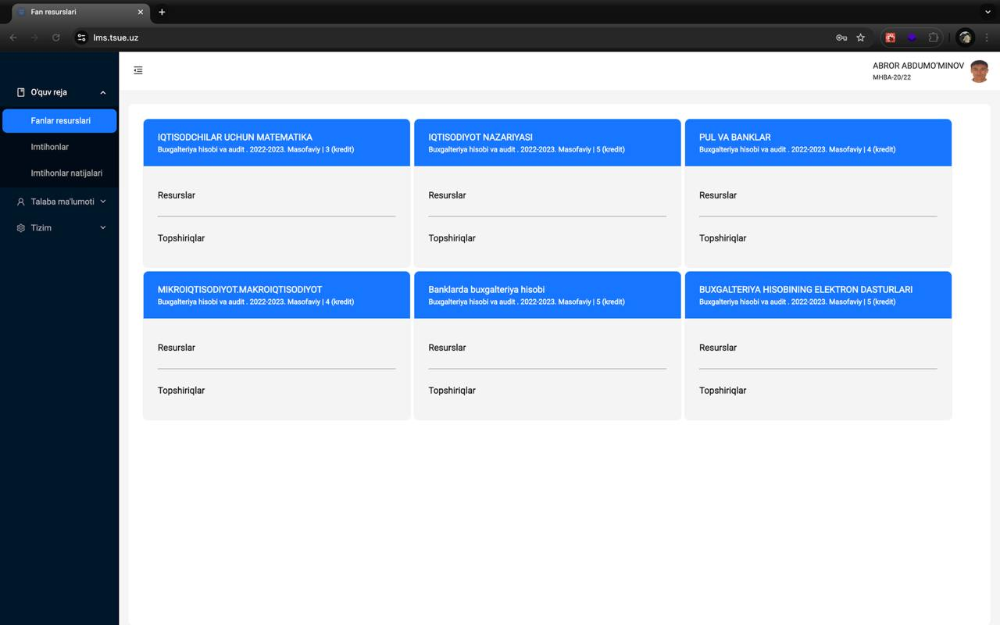 Fan resurslari
lms.tsue.uz
ABROR ABDUMO'MINOV
MHBA-20/22
O'quv reja
Fanlar resurslari
Imtihonlar
Imtihonlar natijalari
Talaba ma'lumoti
Tizim
IQTISODCHILAR UCHUN MATEMATIKA
Buxgalteriya hisobi va audit . 2022-2023. Masofaviy | 3 (kredit)
Resurslar
Topshiriqlar
IQTISODIYOT NAZARIYASI
Buxgalteriya hisobi va audit . 2022-2023. Masofaviy | 5 (kredit)
Resurslar
Topshiriqlar
PUL VA BANKLAR
Buxgalteriya hisobi va audit . 2022-2023. Masofaviy | 4 (kredit)
Resurslar
Topshiriqlar
MIKROIQTISODIYOT.MAKROIQTISODIYOT
Buxgalteriya hisobi va audit . 2022-2023. Masofaviy | 4 (kredit)
Resurslar
Topshiriqlar
Banklarda buxgalteriya hisobi
Buxgalteriya hisobi va audit . 2022-2023. Masofaviy | 5 (kredit)
Resurslar
Topshiriqlar
BUXGALTERIYA HISOBINING ELEKTRON DASTURLARI
Buxgalteriya hisobi va audit . 2022-2023. Masofaviy | 5 (kredit)
Resurslar
Topshiriqlar